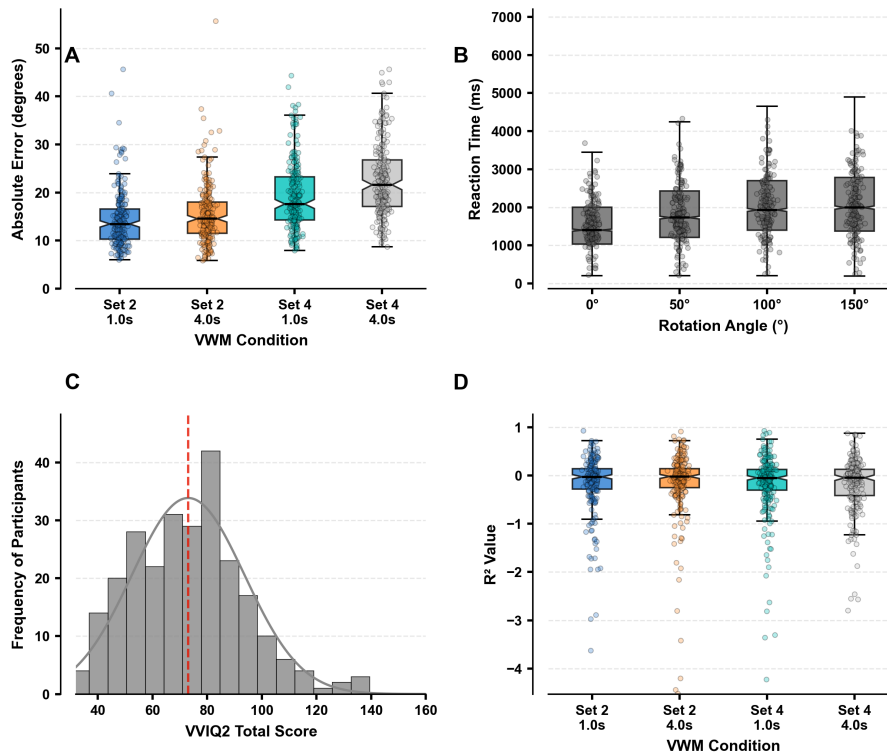 A
Absolute Error (degrees)
50
40
30
20
10
0
Set 2 Set 2 Set 4 Set 4
1.0s 4.0s 1.0s 4.0s
VWM Condition
B
Reaction Time (ms)
7000
6000
5000
4000
3000
2000
1000
0
0° 50° 100° 150°
Rotation Angle (°)
C
Frequency of Participants
40
30
20
10
0
40 60 80 100 120 140 160
VVIQ2 Total Score
D
R² Value
1
0
−1
−2
−3
−4
Set 2 Set 2 Set 4 Set 4
1.0s 4.0s 1.0s 4.0s
VWM Condition